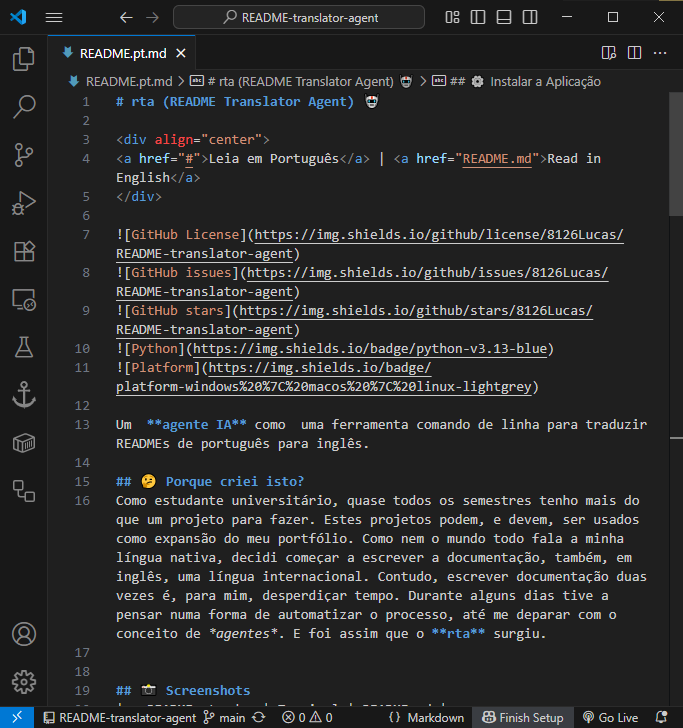 README-translator-agent
README.pt.md
README.pt.md > # rta (README Translator Agent) > ## Instalar a Aplicação
1 # rta (README Translator Agent)
2
3 <div align="center">
4 <a href="#">Leia em Português</a> | <a href="README.md">Read in
English</a>
5 </div>
6
7 ![GitHub License](https://img.shields.io/github/license/8126Lucas/
README-translator-agent)
8 ![GitHub issues](https://img.shields.io/github/issues/8126Lucas/
README-translator-agent)
9 ![GitHub stars](https://img.shields.io/github/stars/8126Lucas/
README-translator-agent)
10 ![Python](https://img.shields.io/badge/python-v3.13-blue)
11 ![Platform](https://img.shields.io/badge/
platform-windows%20%7C%20macos%20%7C%20linux-lightgrey)
12
13 Um  **agente IA** como  uma ferramenta comando de linha para traduzir
READMEs de português para inglês.
14
15 ## 🤔 Porque criei isto?
16 Como estudante universitário, quase todos os semestres tenho mais do
que um projeto para fazer. Estes projetos podem, e devem, ser usados
como expansão do meu portfólio. Como nem o mundo todo fala a minha
língua nativa, decidi começar a escrever a documentação, também, em
inglês, uma língua internacional. Contudo, escrever documentação duas
vezes é, para mim, desperdiçar tempo. Durante alguns dias tive a
pensar numa forma de automatizar o processo, até me deparar com o
conceito de *agentes*. E foi assim que o **rta** surgiu.
17
18
19 ## 📸 Screenshots
README-translator-agent main 0 0 {} Markdown Finish Setup Go Live